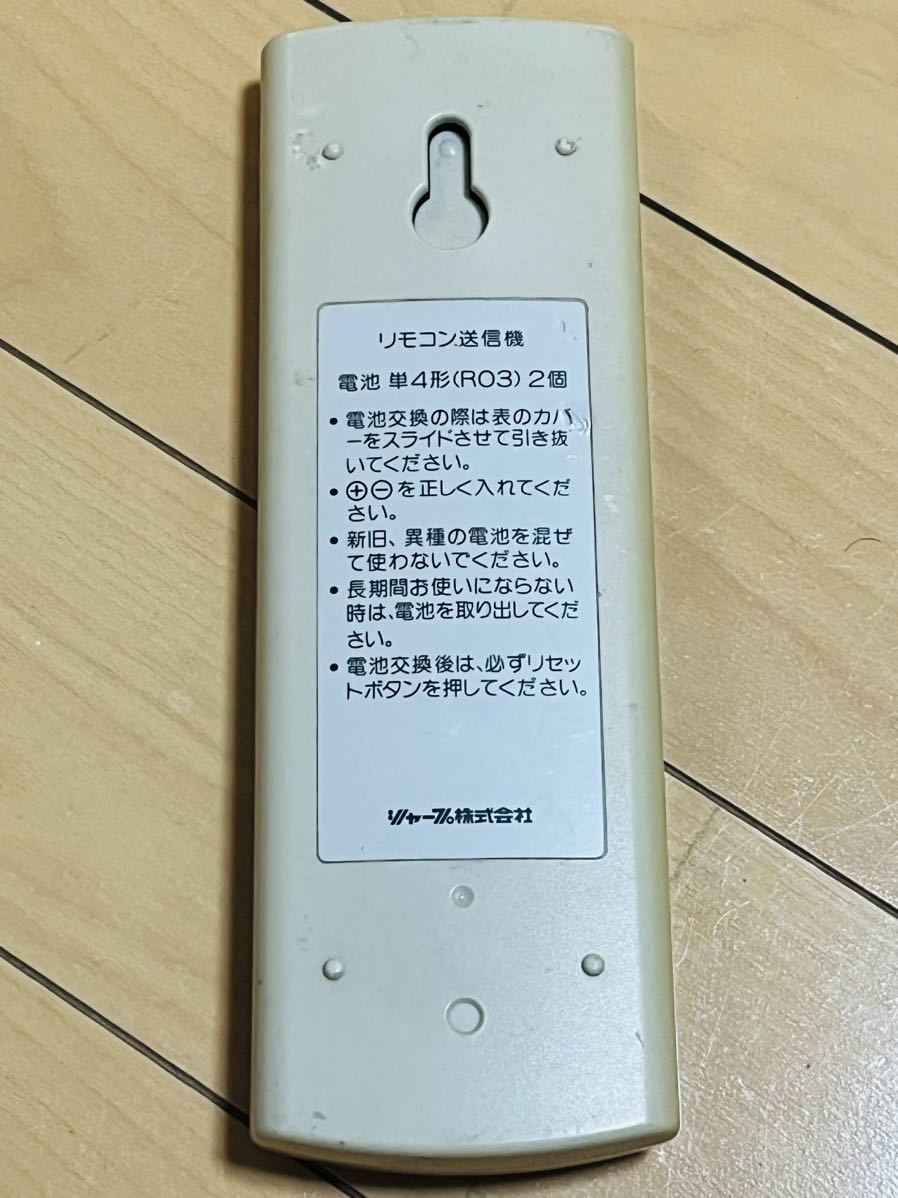 リモコン送信機
電池 単4形(R03) 2個
• 電池交換の際は表のカバ
ーをスライドさせて引き抜
いてください。
• ⊕⊖を正しく入れてくだ
さい。
• 新旧、異種の電池を混ぜ
て使わないでください。
• 長期間お使いにならない
時は、電池を取り出してくだ
さい。
• 電池交換後は、必ずリセッ
トボタンを押してください。
シャープ株式会社